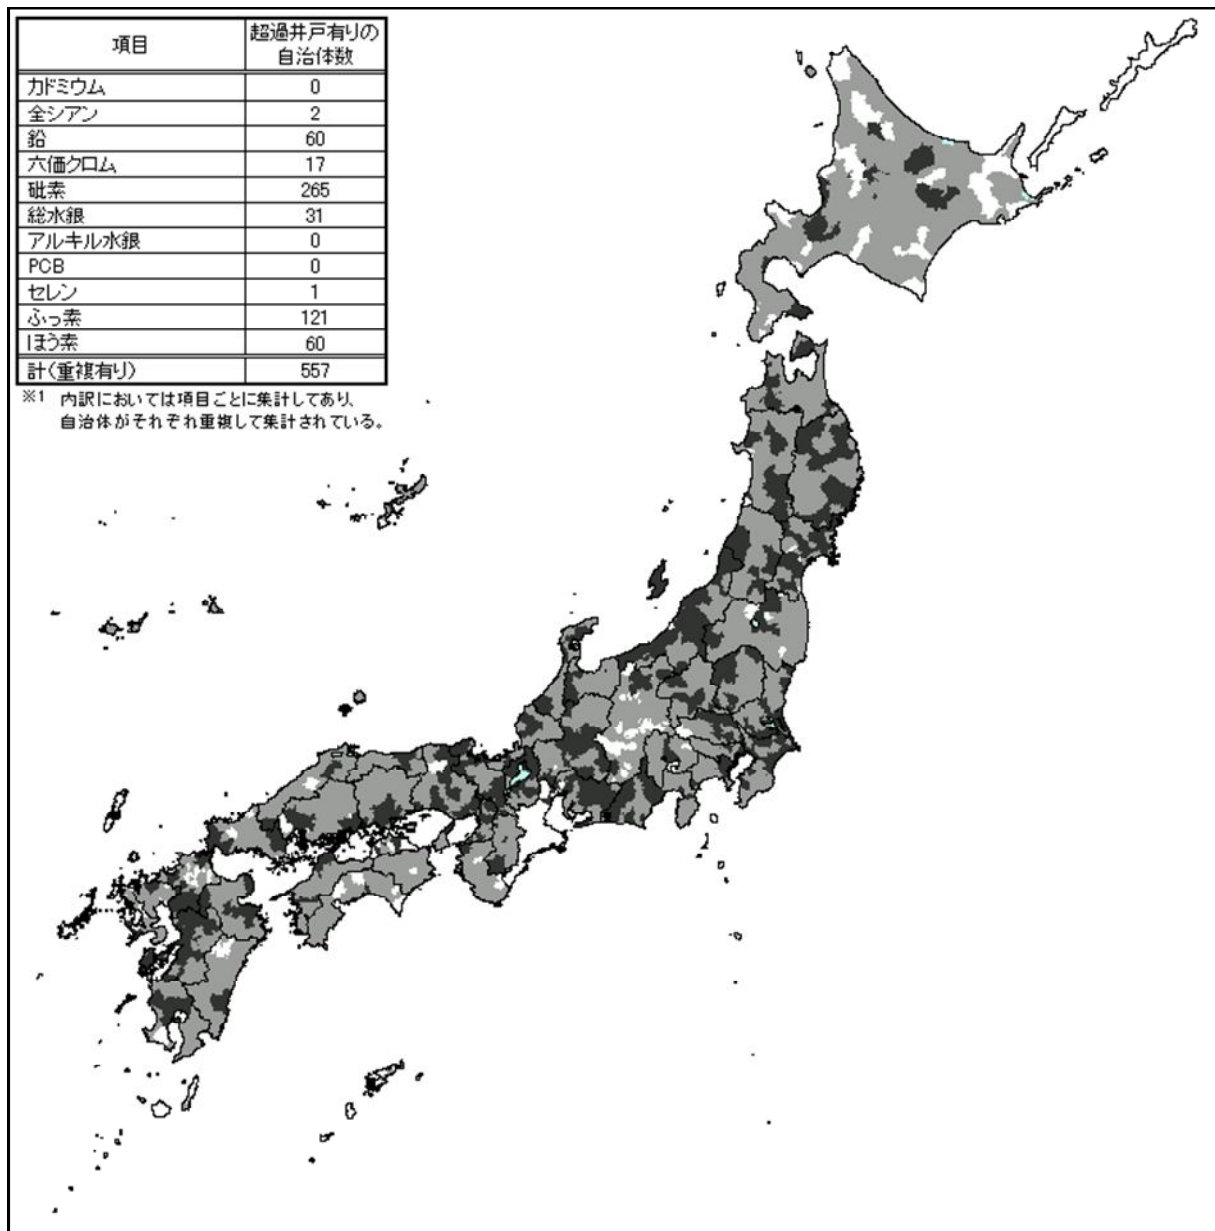 項目 超過井戸有りの
自治体数
カドミウム 0
全シアン 2
鉛 60
六価クロム 17
砒素 265
総水銀 31
アルキル水銀 0
PCB 0
セレン 1
ふっ素 121
ほう素 60
計(重複有り) 557
※1 内訳においては項目ごとに集計してあり、
自治体がそれぞれ重複して集計されている。